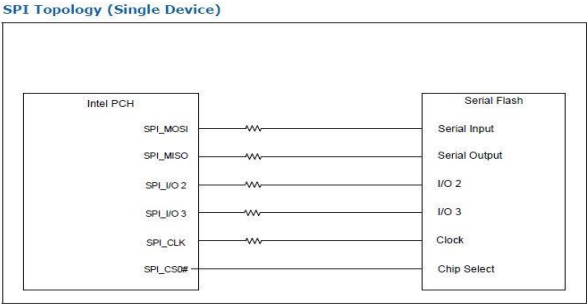 SPI Topology (Single Device)
Intel PCH
Serial Flash
SPI_MOSI
Serial Input
SPI_MISO
Serial Output
SPI_I/O 2
I/O 2
SPI_I/O 3
I/O 3
SPI_CLK
Clock
SPI_CS0#
Chip Select